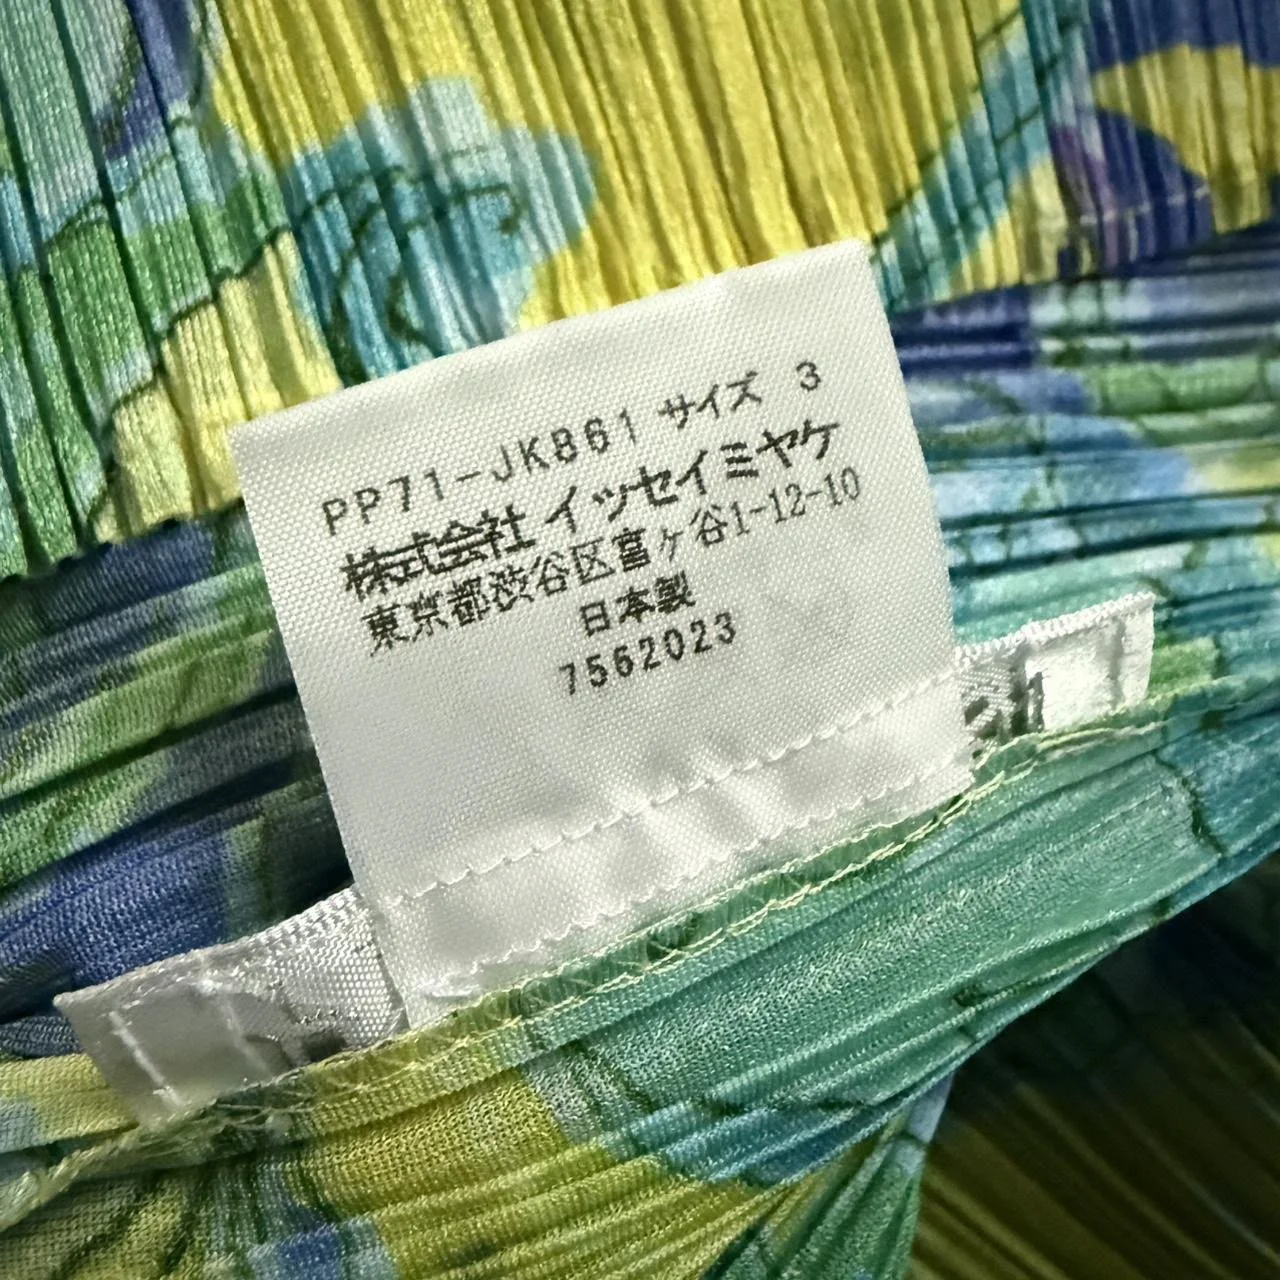 PP71-JK861 サイズ 3
株式会社 イッセイミヤケ
東京都渋谷区富ヶ谷1-12-10
日本製
7562023